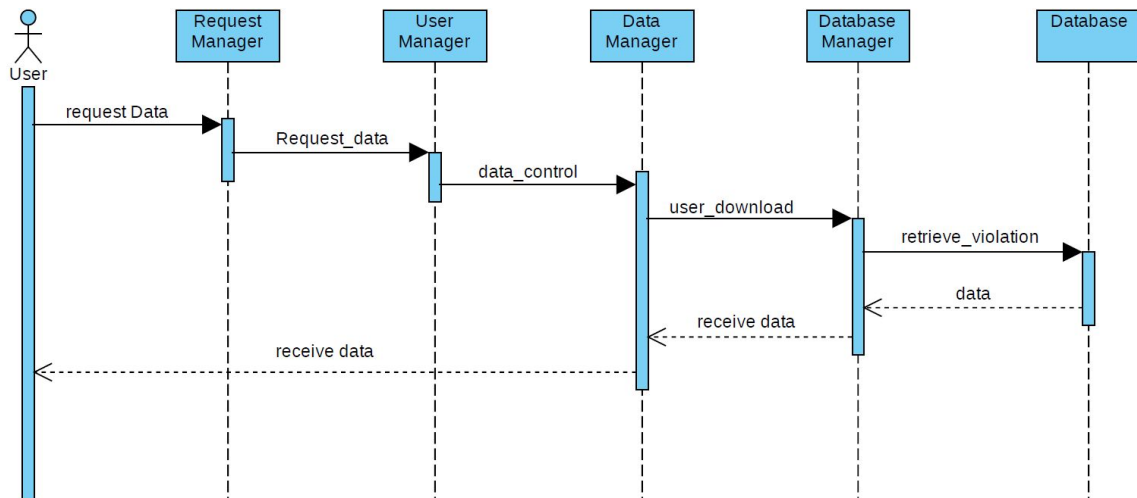 Request
Manager
User
Manager
Data
Manager
Database
Manager
Database
User
request Data
Request_data
data_control
user_download
retrieve_violation
data
receive data
receive data